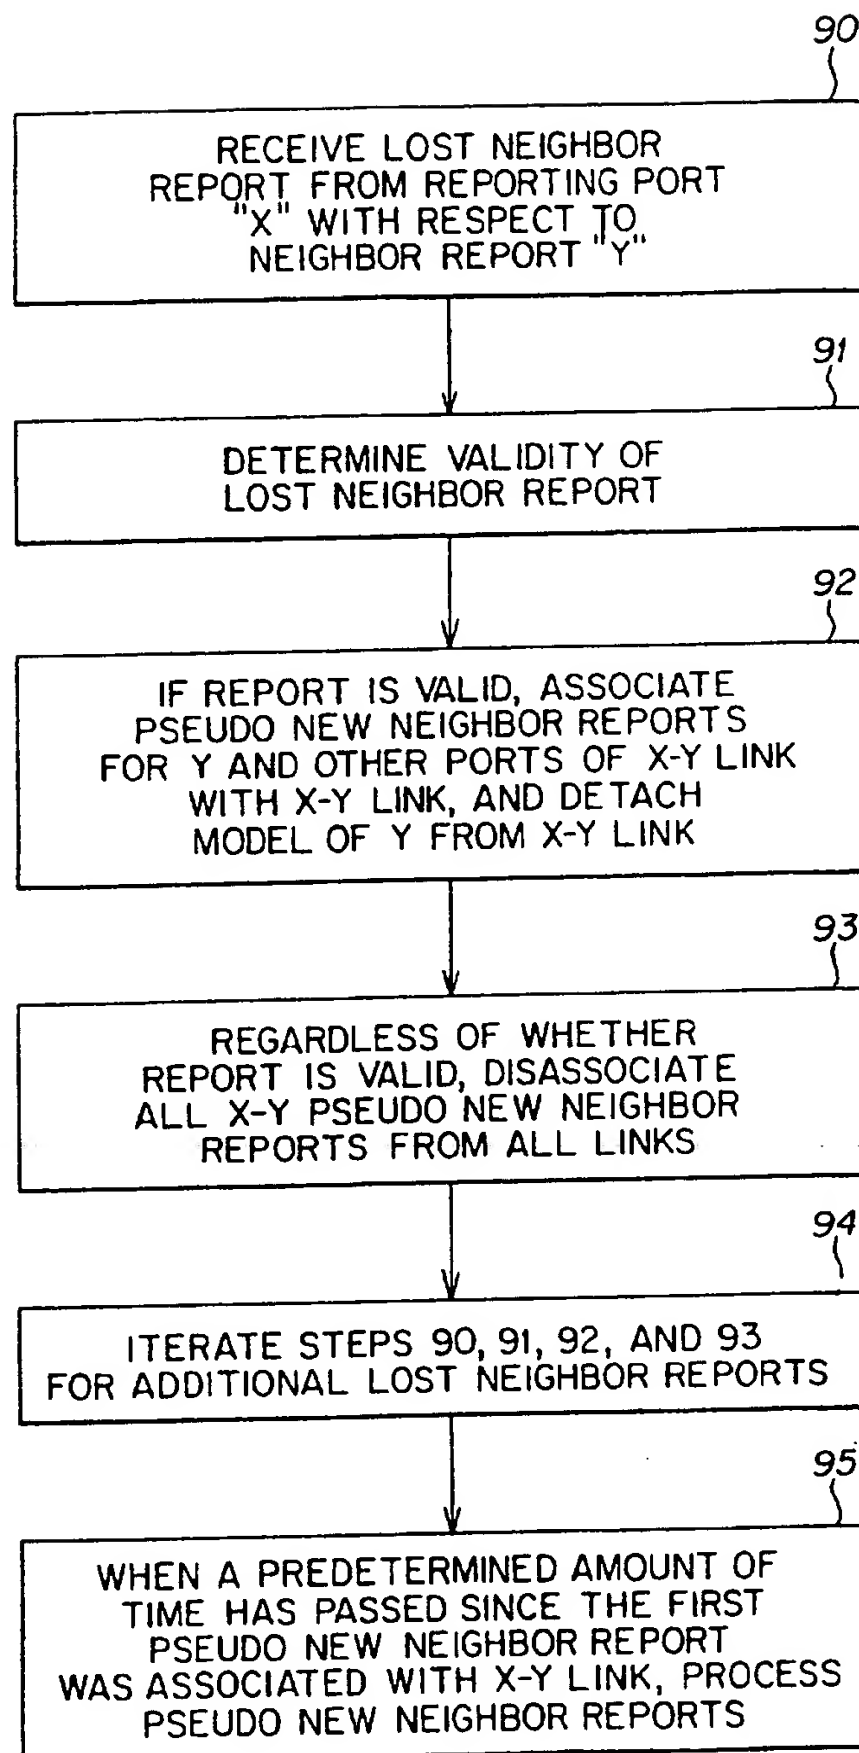 90
RECEIVE LOST NEIGHBOR
REPORT FROM REPORTING PORT
"X" WITH RESPECT TO
NEIGHBOR REPORT "Y"
91
DETERMINE VALIDITY OF
LOST NEIGHBOR REPORT
92
IF REPORT IS VALID, ASSOCIATE
PSEUDO NEW NEIGHBOR REPORTS
FOR Y AND OTHER PORTS OF X-Y LINK
WITH X-Y LINK, AND DETACH
MODEL OF Y FROM X-Y LINK
93
REGARDLESS OF WHETHER
REPORT IS VALID, DISASSOCIATE
ALL X-Y PSEUDO NEW NEIGHBOR
REPORTS FROM ALL LINKS
94
ITERATE STEPS 90, 91, 92, AND 93
FOR ADDITIONAL LOST NEIGHBOR REPORTS
95
WHEN A PREDETERMINED AMOUNT OF
TIME HAS PASSED SINCE THE FIRST
PSEUDO NEW NEIGHBOR REPORT
WAS ASSOCIATED WITH X-Y LINK, PROCESS
PSEUDO NEW NEIGHBOR REPORTS